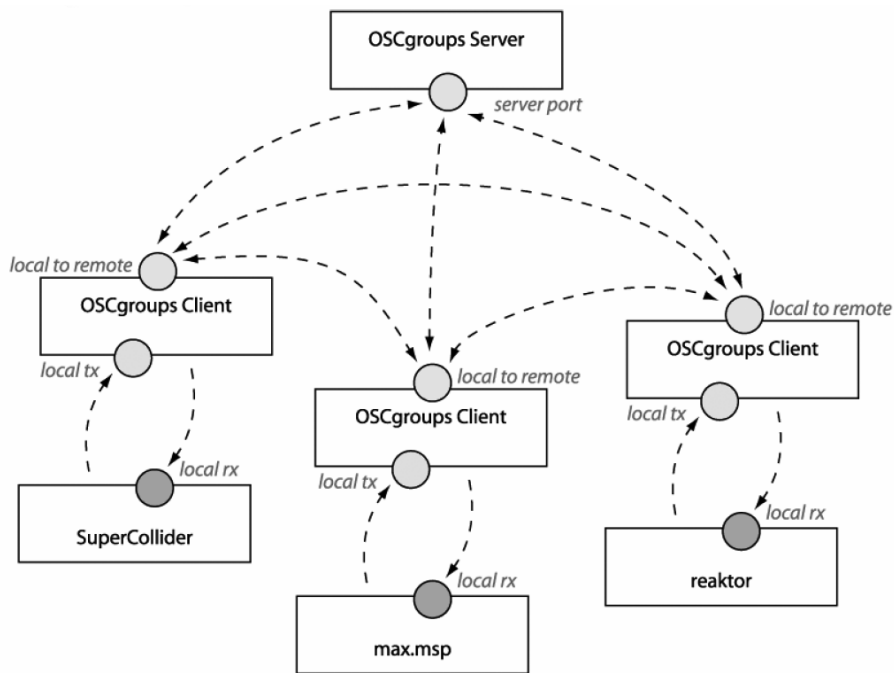 OSCgroups Server
server port
local to remote
OSCgroups Client
local tx
local rx
SuperCollider
local to remote
OSCgroups Client
local tx
local rx
max.msp
local to remote
OSCgroups Client
local tx
local rx
reaktor